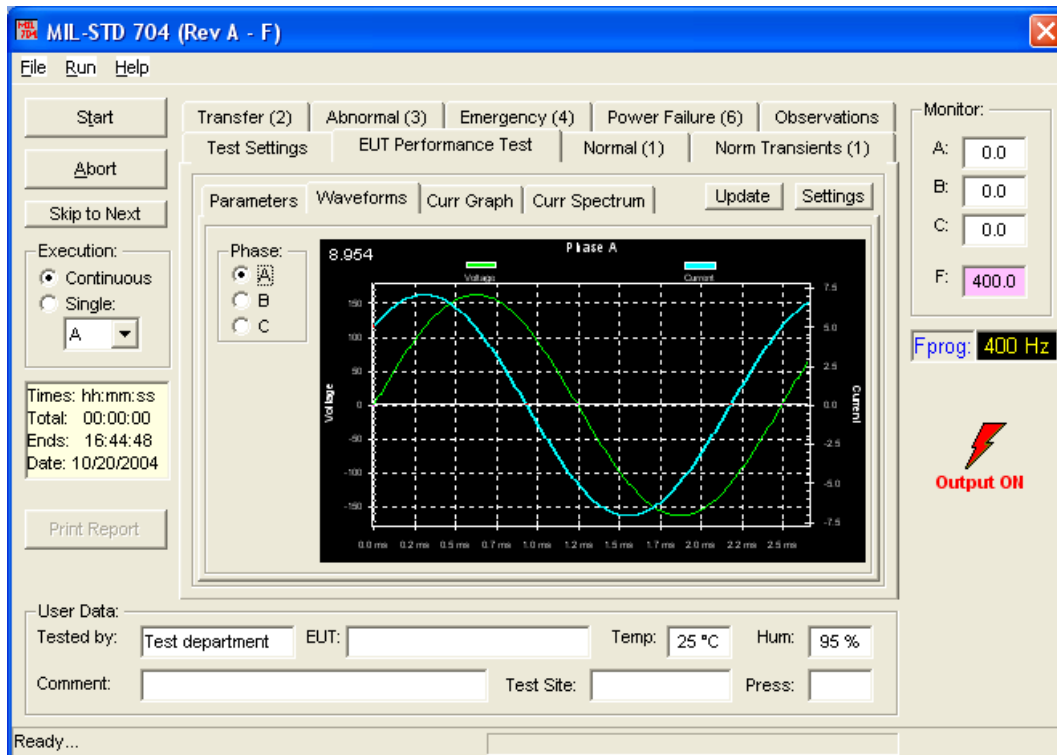 MIL 704 MIL-STD 704 (Rev A - F)
File Run Help
Start
Abort
Skip to Next
Execution:
Continuous
Single:
A
Times: hh:mm:ss
Total: 00:00:00
Ends: 16:44:48
Date: 10/20/2004
Print Report
Transfer (2) Abnormal (3) Emergency (4) Power Failure (6) Observations
Test Settings EUT Performance Test Normal (1) Norm Transients (1)
Parameters Waveforms Curr Graph Curr Spectrum Update Settings
Phase:
A
B
C
8.954 Phase A
Voltage Current
150
100
50
0
-50
-100
-150
Voltage
7.5
5.0
2.5
0.0
-2.5
-5.0
-7.5
Current
0.0 ms 0.2 ms 0.5 ms 0.7 ms 1.0 ms 1.2 ms 1.5 ms 1.7 ms 2.0 ms 2.2 ms 2.5 ms
Monitor:
A: 0.0
B: 0.0
C: 0.0
F: 400.0
Fprog: 400 Hz
Output ON
User Data:
Tested by: Test department EUT: Temp: 25 °C Hum: 95 %
Comment: Test Site: Press:
Ready...